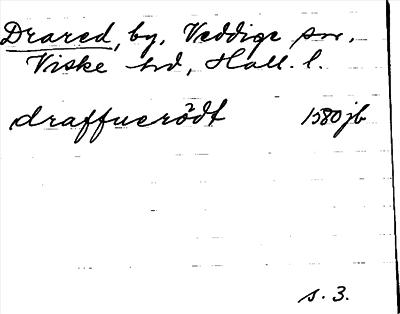 Drared, by, Veddige sn,
Viske hd, Hall. l.
draffuerödt 1580 jb
s. 3.